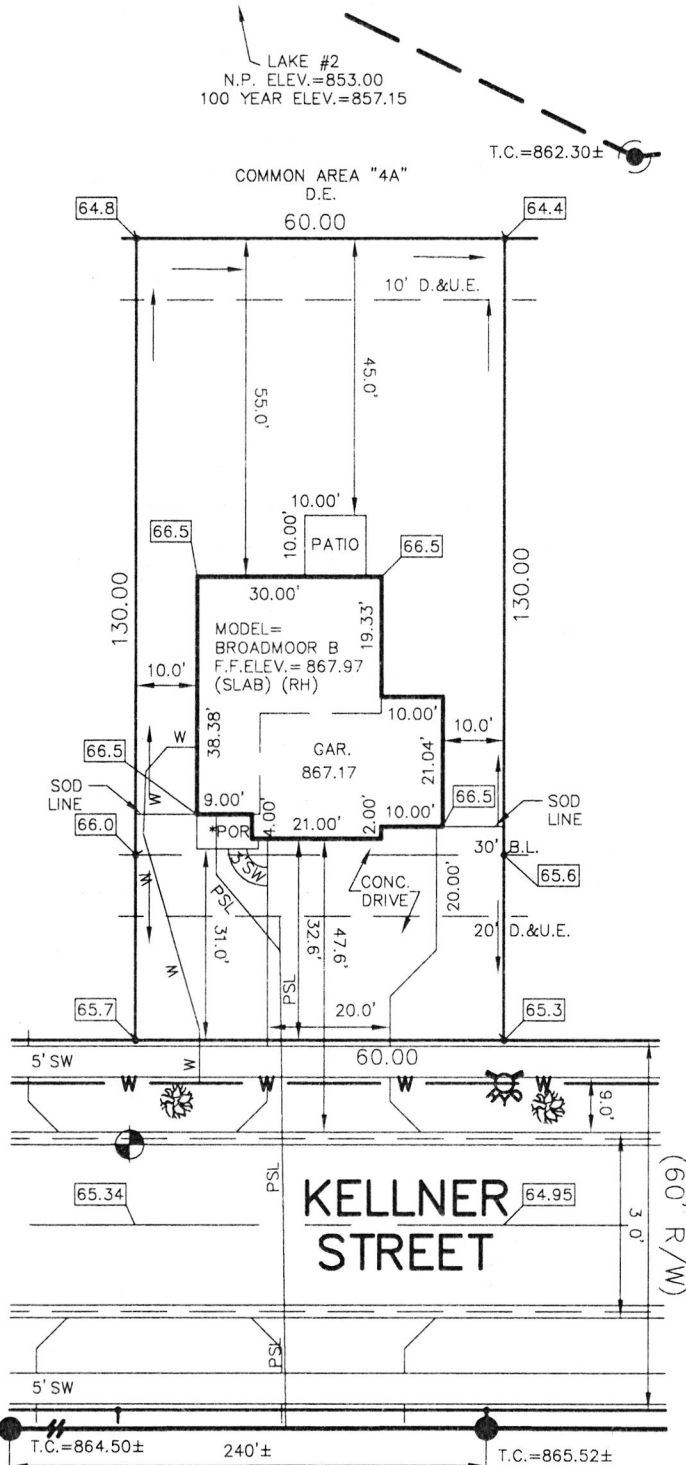 LAKE #2
N.P. ELEV.=853.00
100 YEAR ELEV.=857.15
T.C.=862.30±
COMMON AREA "4A"
D.E.
60.00
64.8
64.4
10' D.&U.E.
55.0'
45.0'
10.00'
10.00'
PATIO
66.5
66.5
130.00
130.00
30.00'
19.33'
MODEL=
BROADMOOR B
F.F.ELEV.= 867.97
(SLAB) (RH)
10.0'
10.00'
10.0'
W
38.38'
GAR.
867.17
21.04'
66.5
66.5
SOD
LINE
SOD
LINE
W
9.00'
4.00'
21.00'
2.00'
10.00'
*POR
66.0
30' B.L.
65.6
3'SW
W
PSL
CONC.
DRIVE
20.00'
31.0'
32.6'
47.6'
20' D.&U.E.
W
PSL
20.0'
65.7
65.3
5' SW
W
60.00
W
W
W
W
9.0'
(60' R/W)
PSL
65.34
KELLNER
STREET
64.95
3.0'
PSL
5' SW
T.C.=864.50±
240'±
T.C.=865.52±